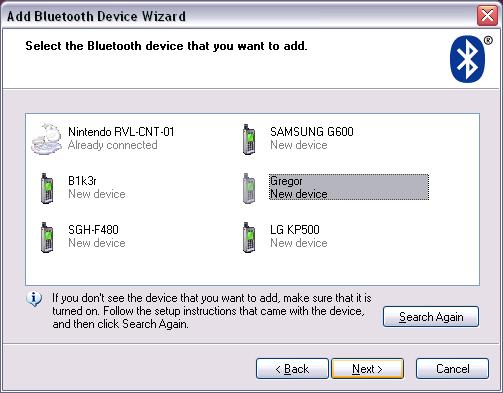 Add Bluetooth Device Wizard
Select the Bluetooth device that you want to add.
®
Nintendo RVL-CNT-01
Already connected
SAMSUNG G600
New device
B1k3r
New device
Gregor
New device
SGH-F480
New device
LG KP500
New device
If you don't see the device that you want to add, make sure that it is
turned on. Follow the setup instructions that came with the device,
and then click Search Again.
Search Again
< Back
Next >
Cancel